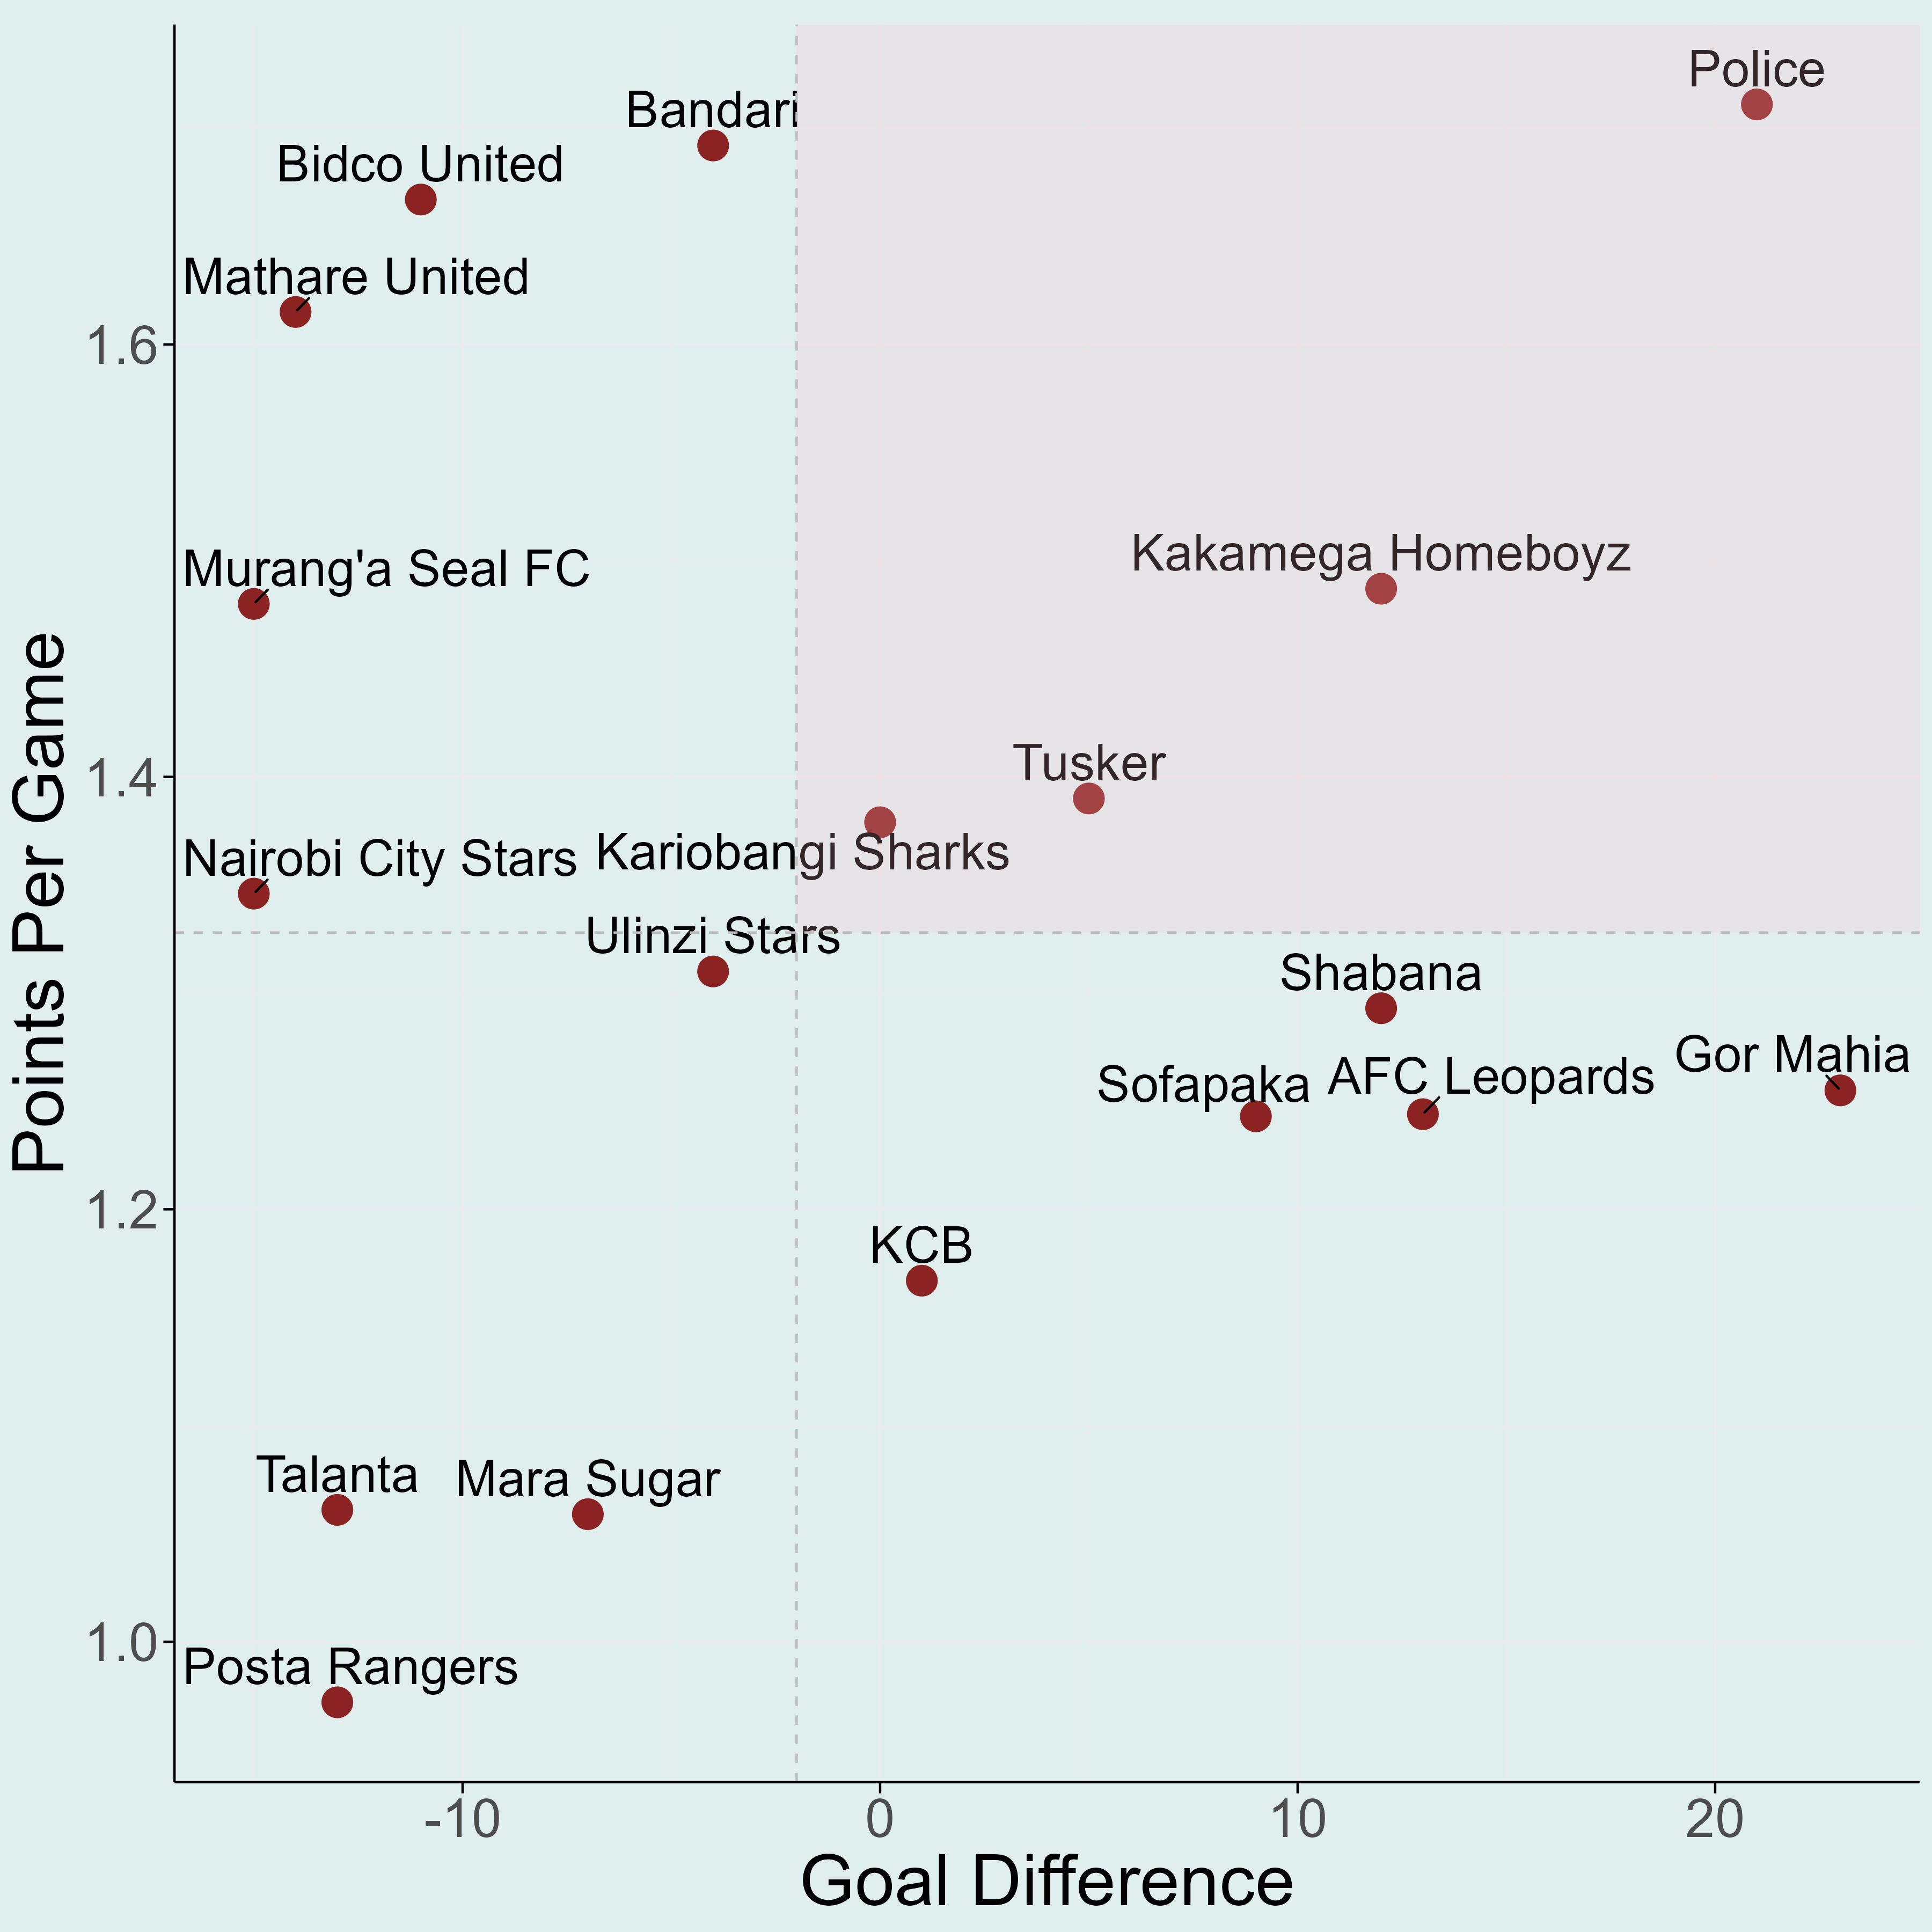 Police
Bandari
Bidco United
Mathare United
1.6
Kakamega Homeboyz
Murang'a Seal FC
Tusker
1.4
Kariobangi Sharks
Nairobi City Stars
Ulinzi Stars
Shabana
Gor Mahia
AFC Leopards
Sofapaka
1.2
KCB
Talanta
Mara Sugar
1.0
Posta Rangers
-10
0
10
20
Goal Difference
Points Per Game